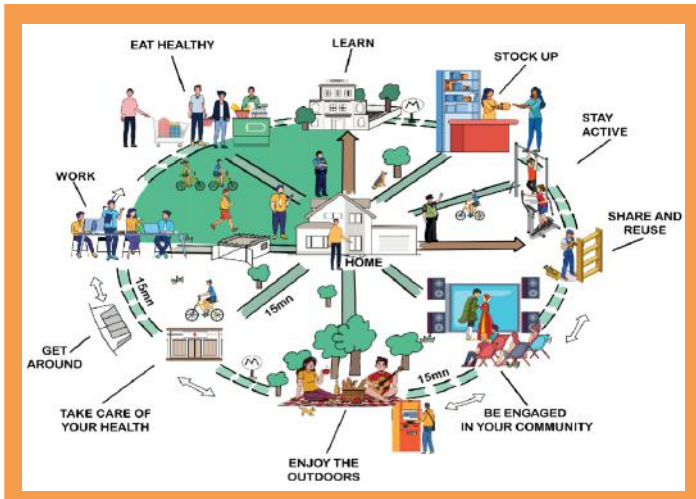 EAT HEALTHY
LEARN
STOCK UP
STAY
ACTIVE
WORK
SHARE AND
REUSE
HOME
15mn
15mn
15mn
GET
AROUND
TAKE CARE OF
YOUR HEALTH
BE ENGAGED
IN YOUR COMMUNITY
ENJOY THE
OUTDOORS
M
M